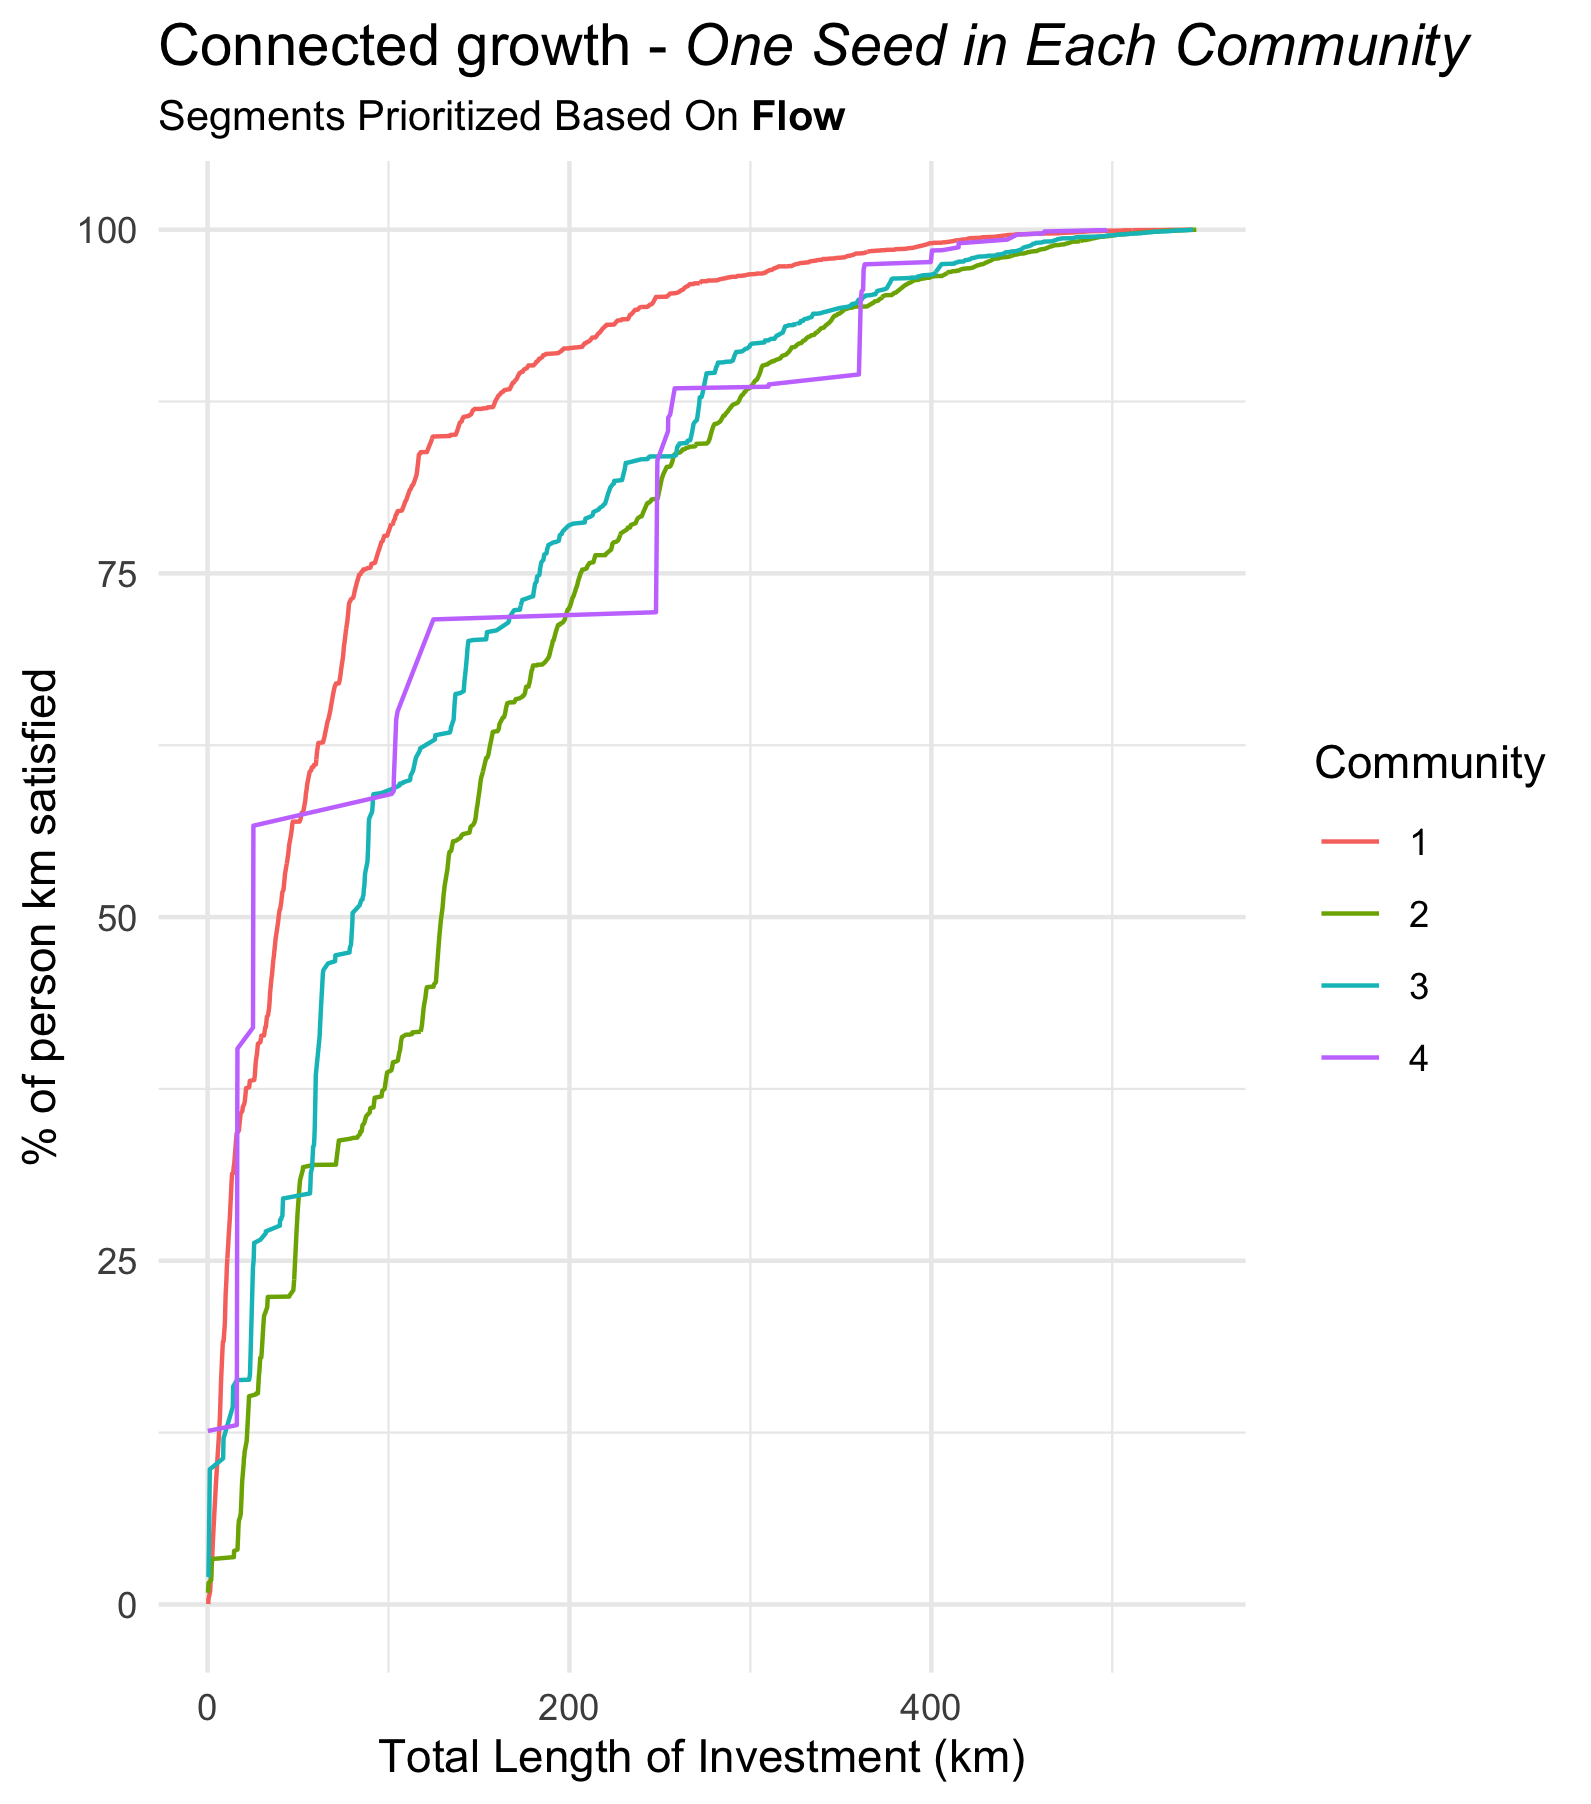 Connected growth - One Seed in Each Community
Segments Prioritized Based On Flow
100
75
50
25
0
% of person km satisfied
0 200 400
Total Length of Investment (km)
Community
1
2
3
4